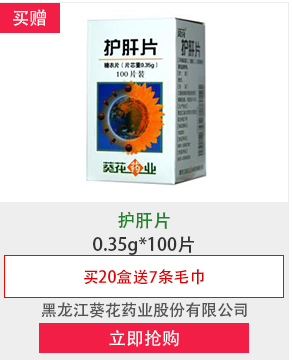 买赠
护肝片
糖衣片（片芯重0.35g）
100片装
葵花药业
护肝片
0.35g*100片
买20盒送7条毛巾
黑龙江葵花药业股份有限公司
立即抢购